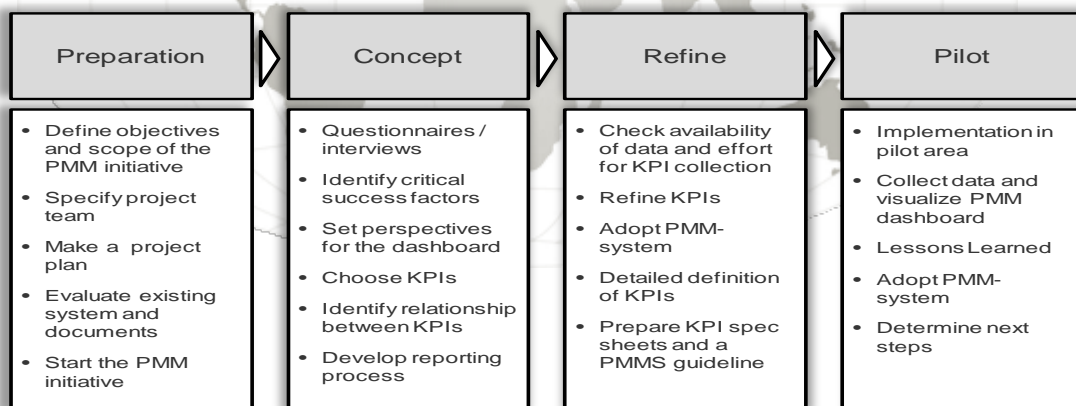 Preparation
• Define objectives
and scope of the
PMM initiative
• Specify project
team
• Make a project
plan
• Evaluate existing
system and
documents
• Start the PMM
initiative
Concept
• Questionnaires /
interviews
• Identify critical
success factors
• Set perspectives
for the dashboard
• Choose KPIs
• Identify relationship
between KPIs
• Develop reporting
process
Refine
• Check availability
of data and effort
for KPI collection
• Refine KPIs
• Adopt PMM-
system
• Detailed definition
of KPIs
• Prepare KPI spec
sheets and a
PMMS guideline
Pilot
• Implementation in
pilot area
• Collect data and
visualize PMM
dashboard
• Lessons Learned
• Adopt PMM-
system
• Determine next
steps